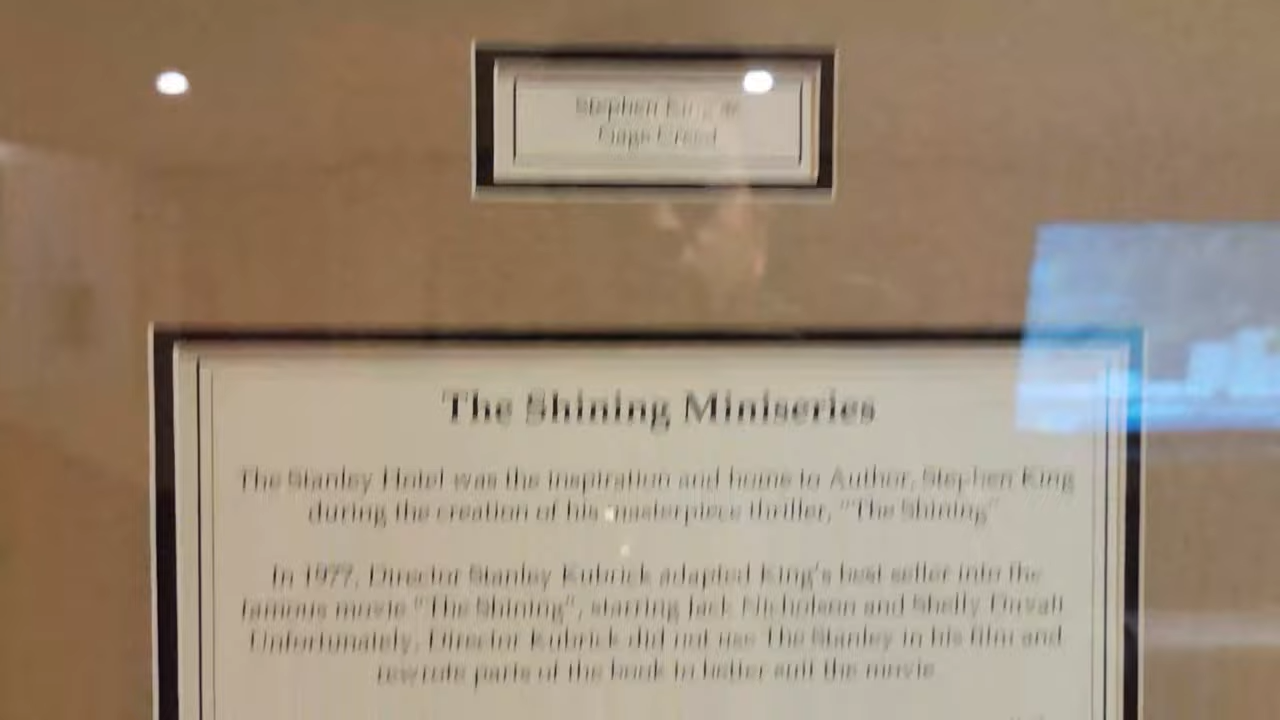 Stephen King as
Gage Creed
The Shining Miniseries
The Stanley Hotel was the inspiration and home to Author, Stephen King
during the creation of his masterpiece thriller, "The Shining"
In 1977, Director Stanley Kubrick adapted King's best seller into the
famous movie "The Shining", starring Jack Nicholson and Shelly Duvall
Unfortunately, Director Kubrick did not use The Stanley in his film and
rewrote parts of the book to better suit the movie